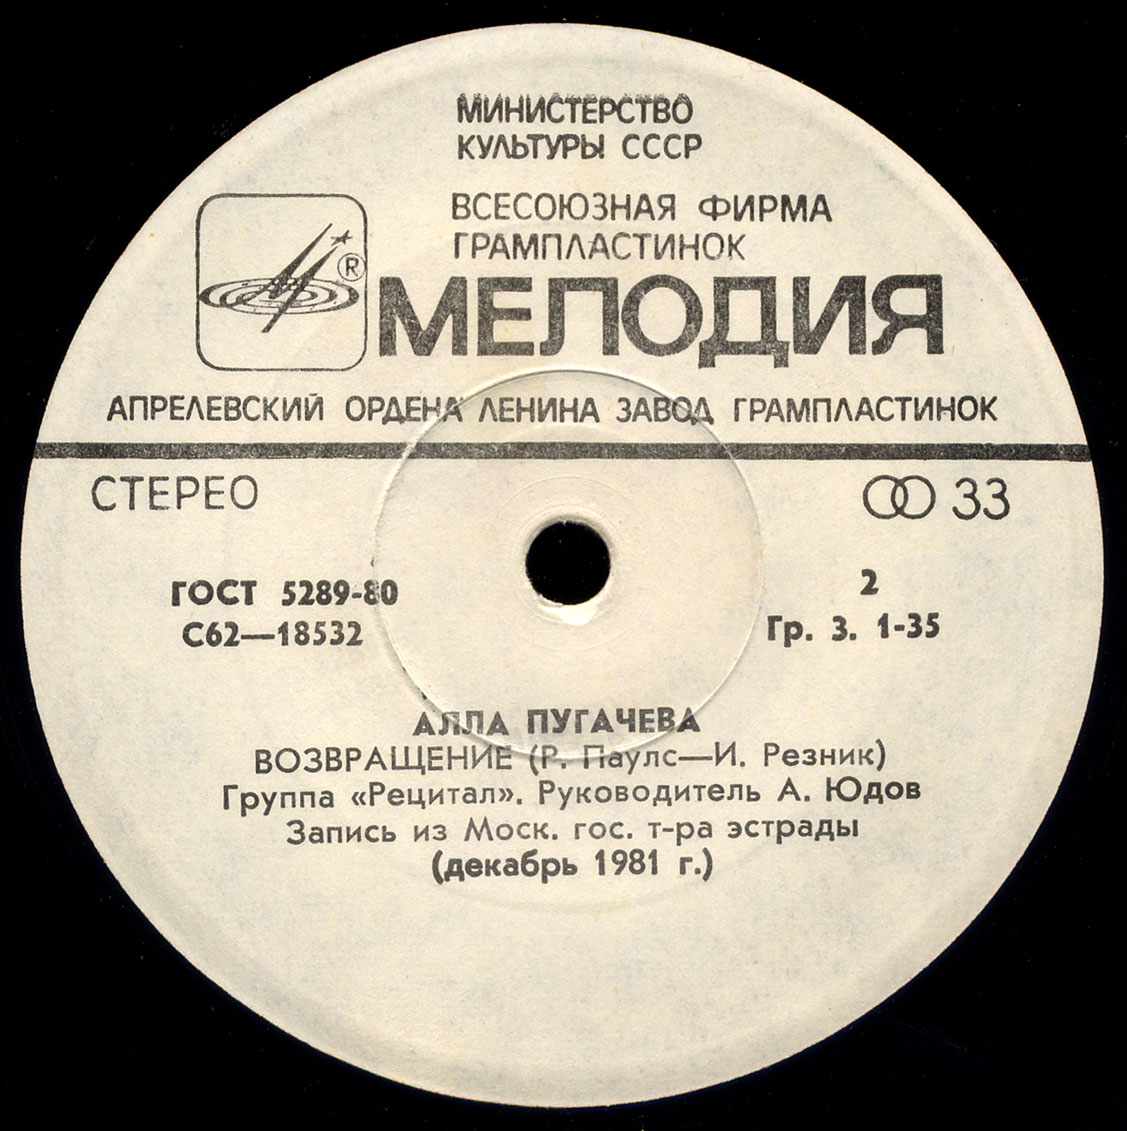 МИНИСТЕРСТВО
КУЛЬТУРЫ СССР
ВСЕСОЮЗНАЯ ФИРМА
ГРАМПЛАСТИНОК
®
МЕЛОДИЯ
АПРЕЛЕВСКИЙ ОРДЕНА ЛЕНИНА ЗАВОД ГРАМПЛАСТИНОК
СТЕРЕО
33
ГОСТ 5289-80
С62—18532
2
Гр. 3. 1-35
АЛЛА ПУГАЧЕВА
ВОЗВРАЩЕНИЕ (Р. Паулс—И. Резник)
Группа «Рецитал». Руководитель А. Юдов
Запись из Моск. гос. т-ра эстрады
(декабрь 1981 г.)